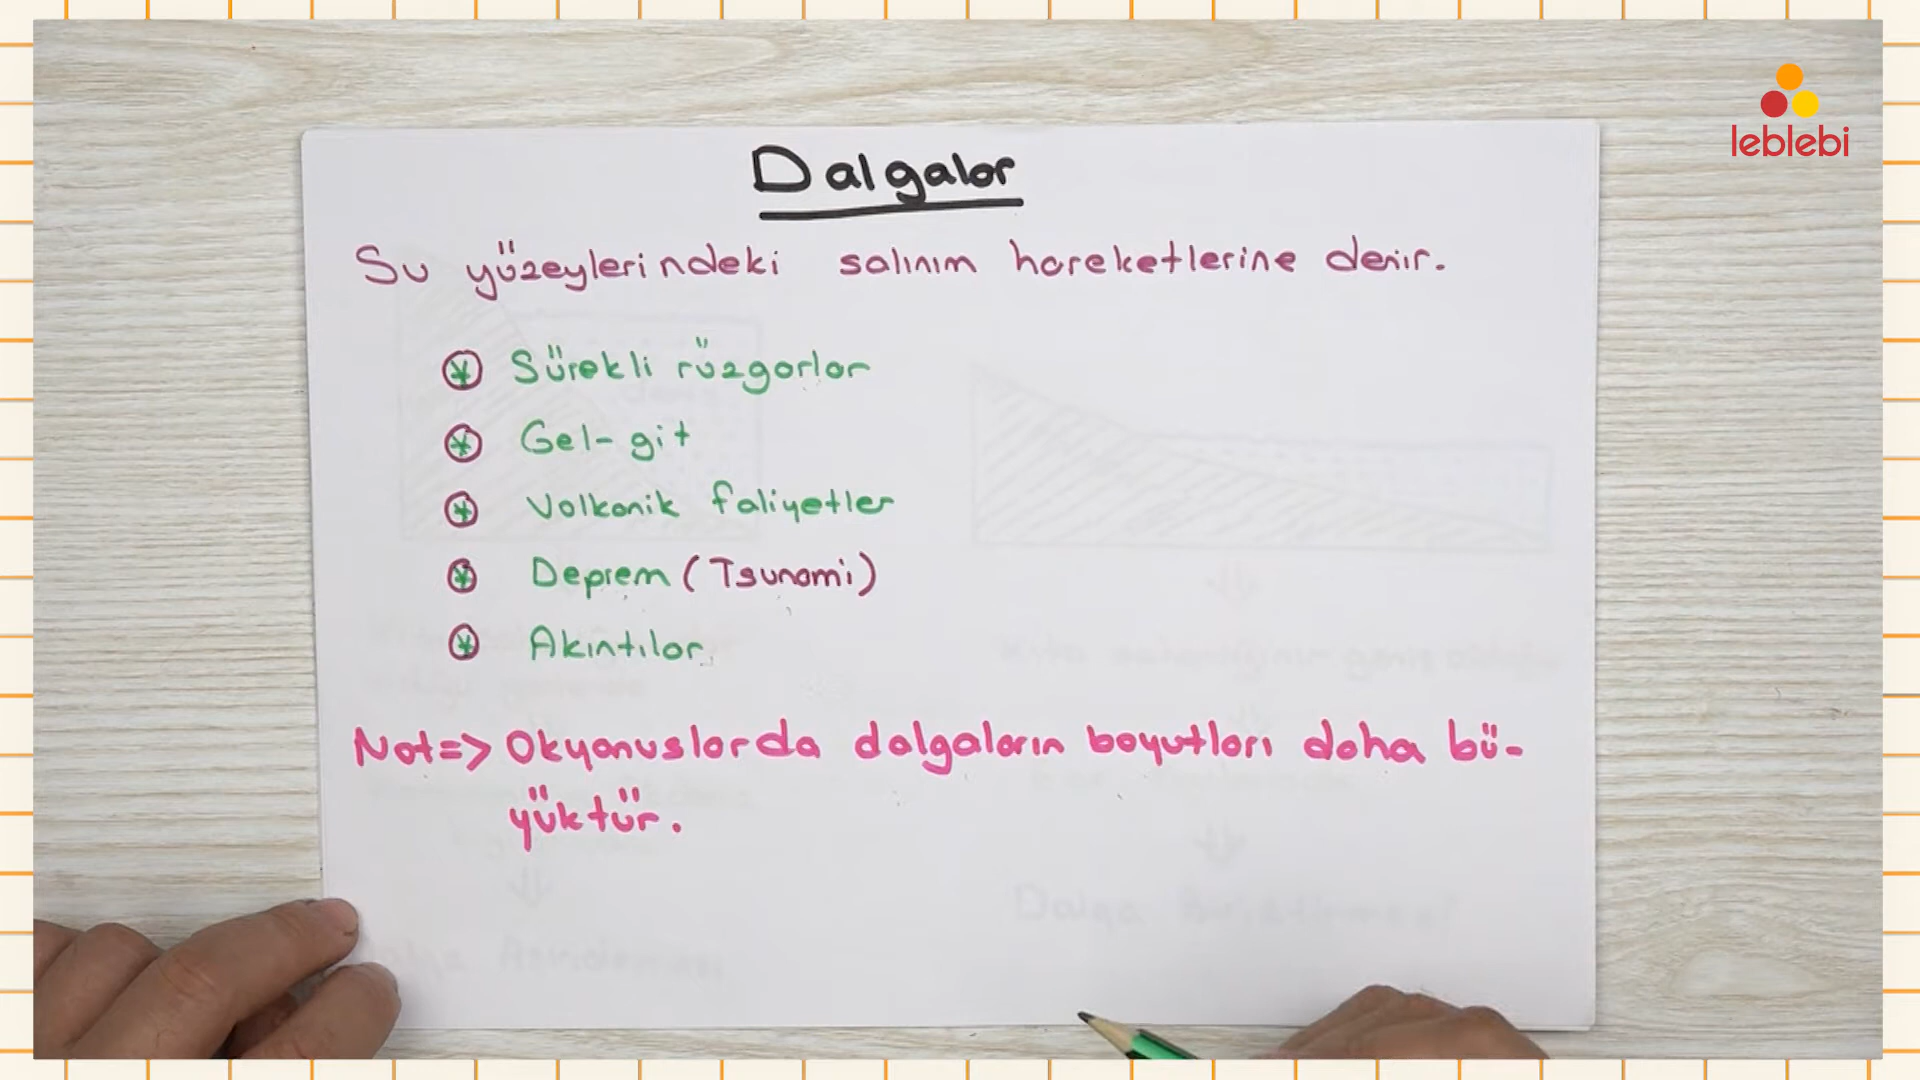 leblebi
Dalgalar
Su yüzeylerindeki salınım hareketlerine denir.
Sürekli rüzgarlar
Gel-git
Volkanik faliyetler
Deprem (Tsunami)
Akıntılar
Not=> Okyanuslarda dalgaların boyutları daha bü-
yüktür.